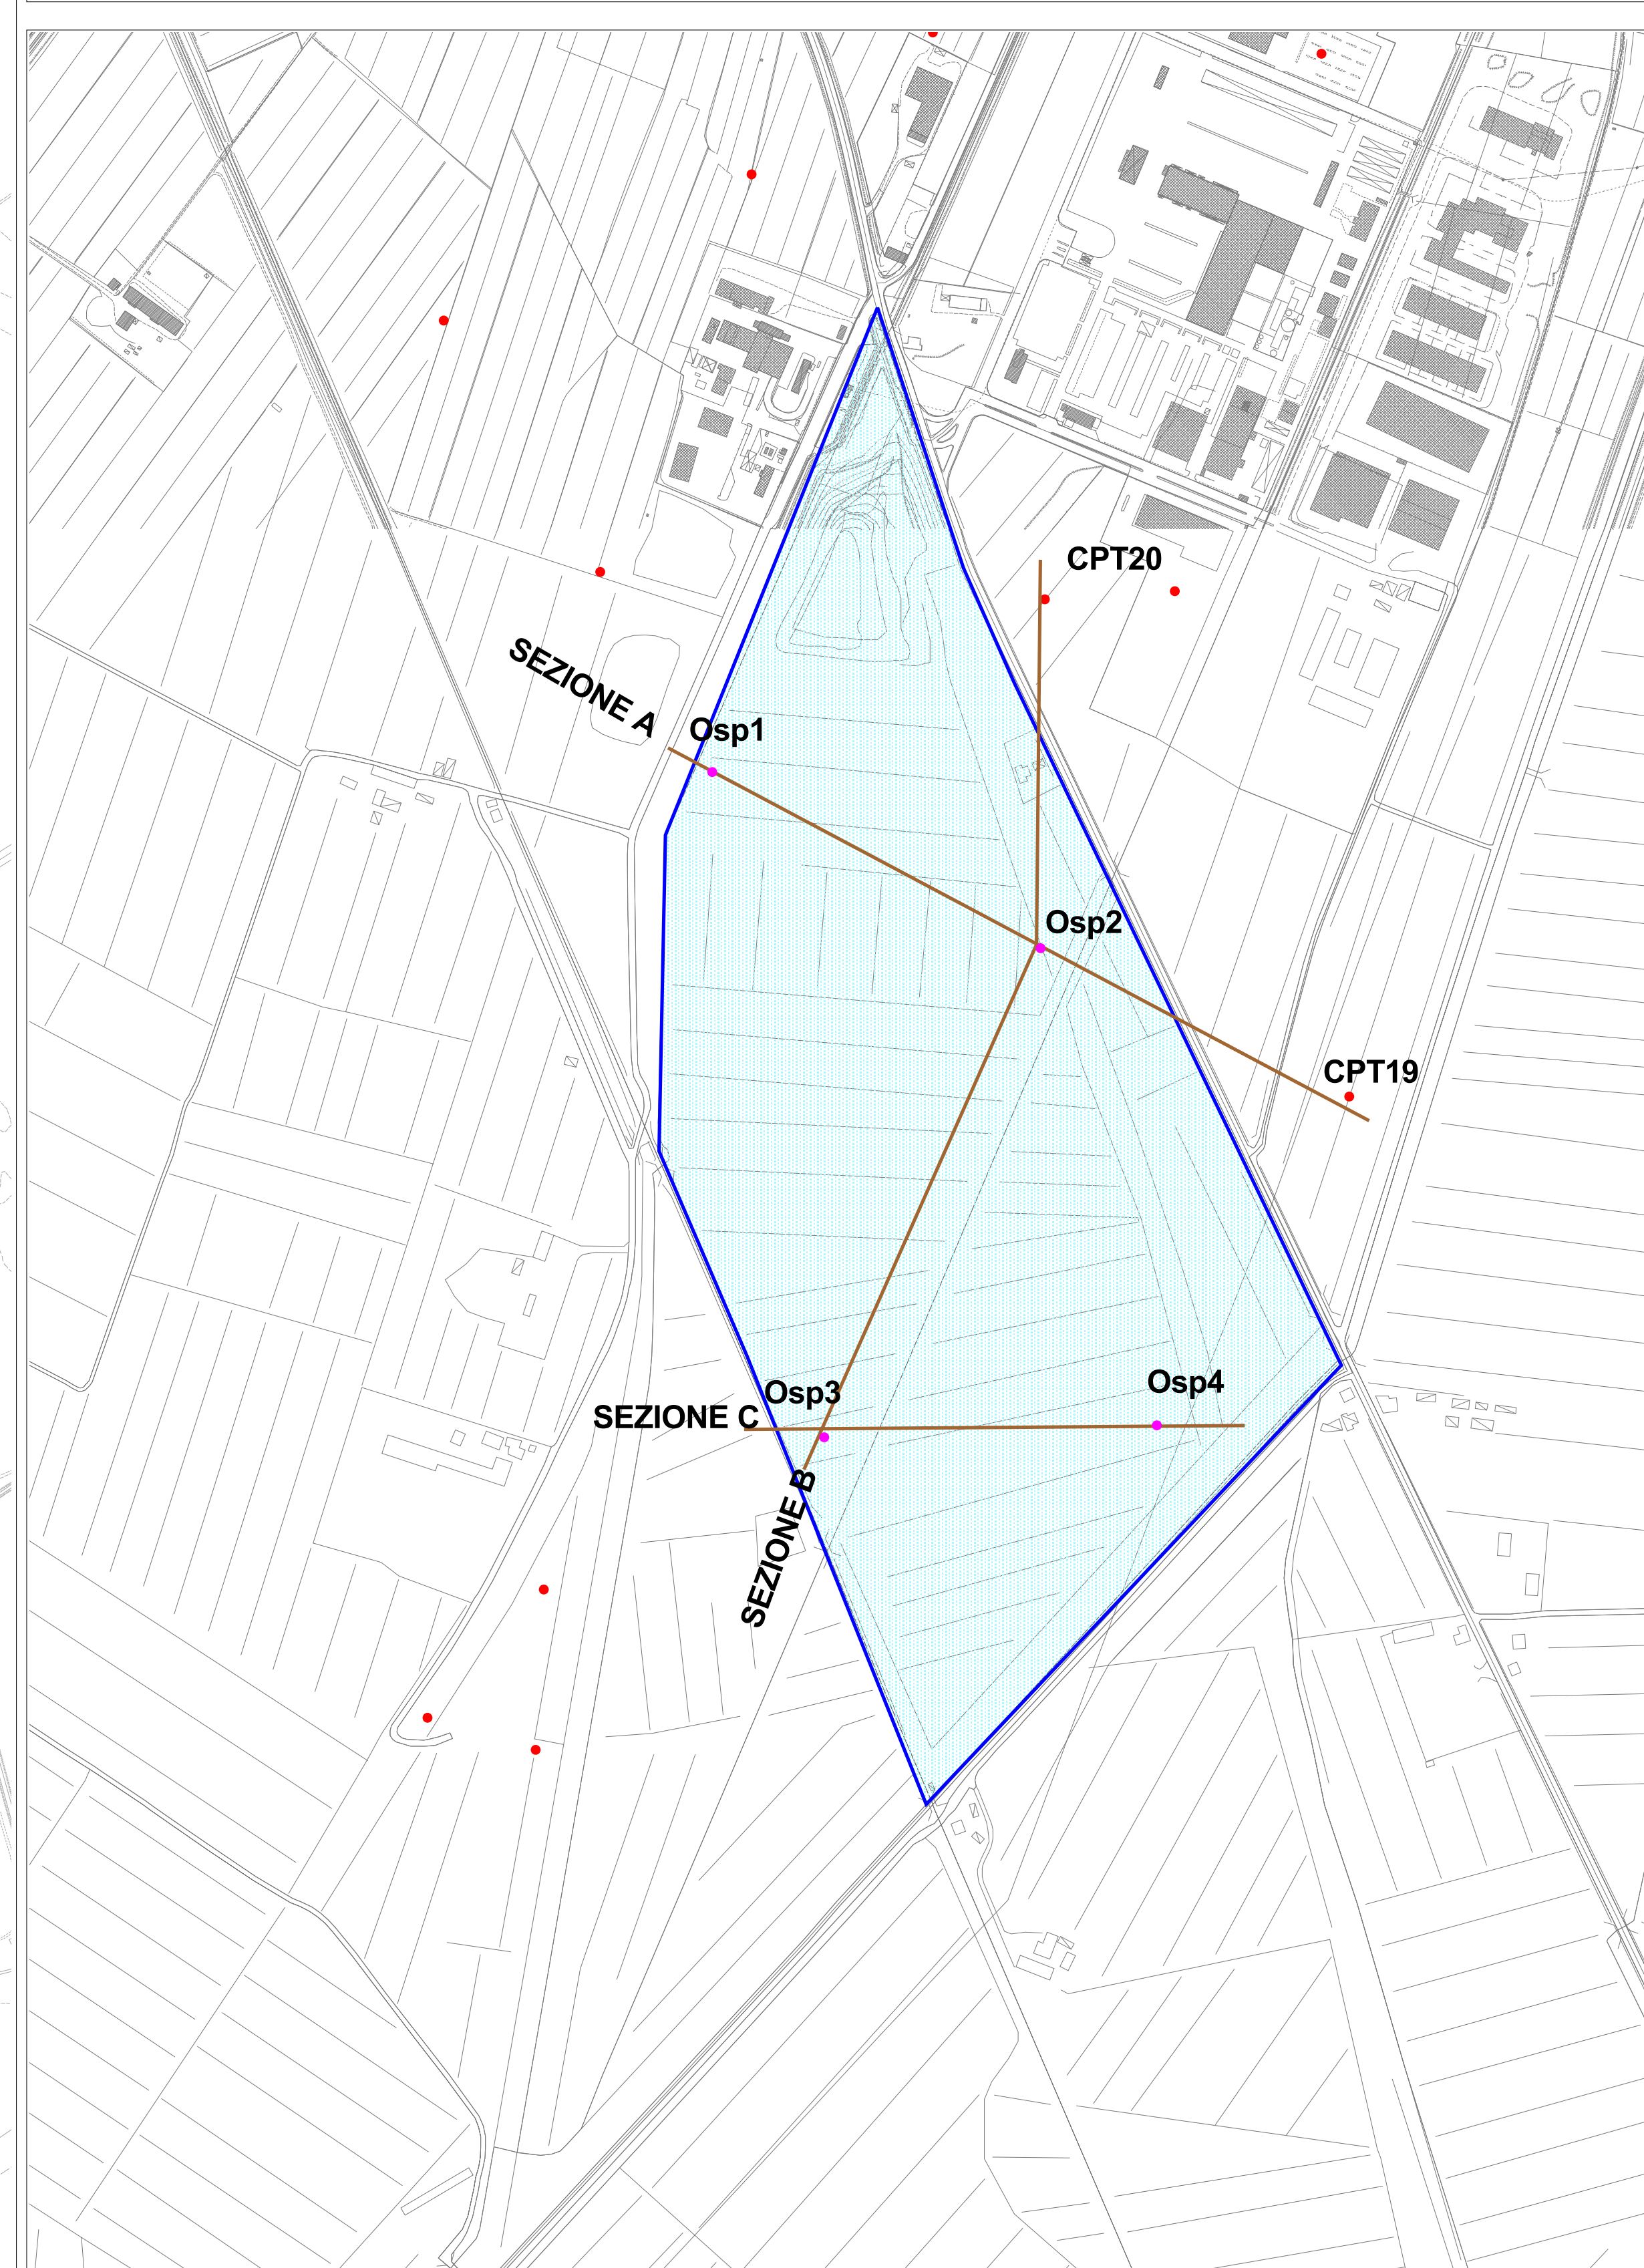 CPT20
SEZIONE A
Osp1
Osp2
CPT19
Osp3
Osp4
SEZIONE C
SEZIONE B